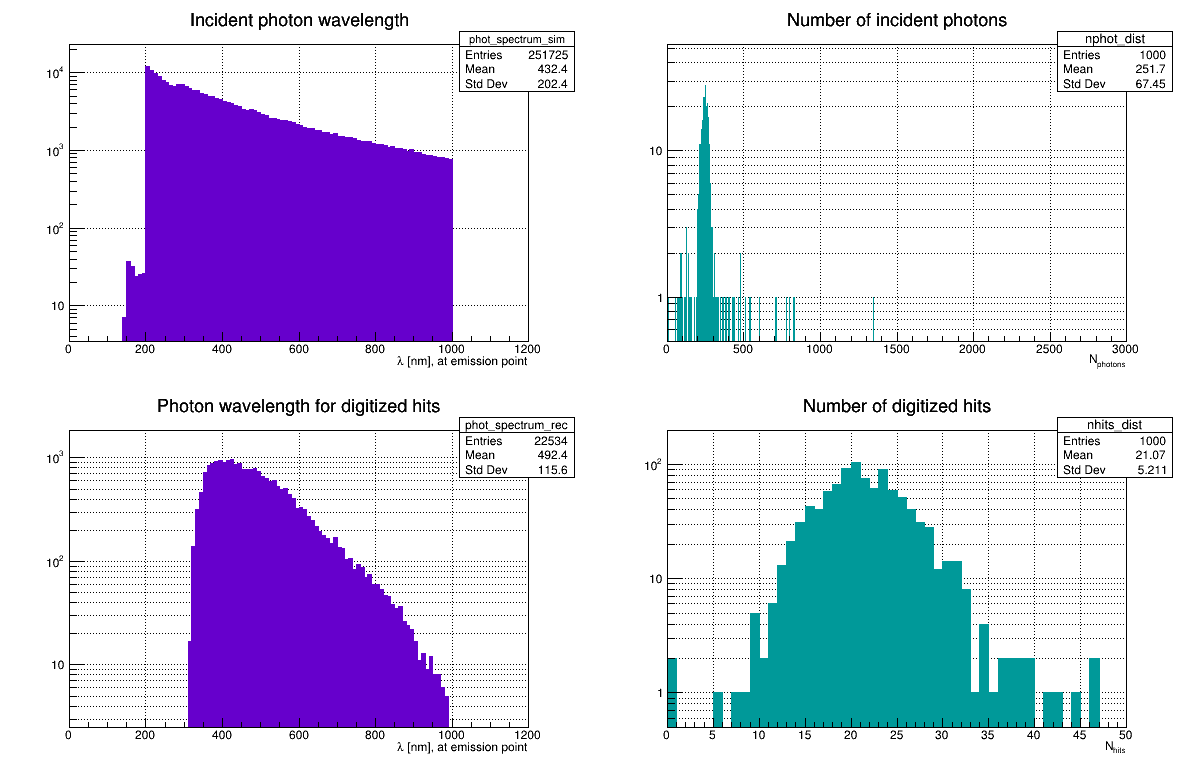 Incident photon wavelength
phot_spectrum_sim
Entries 251725
Mean 432.4
Std Dev 202.4
10⁴
10³
10²
10
0 200 400 600 800 1000 1200
λ [nm], at emission point
Number of incident photons
nphot_dist
Entries 1000
Mean 251.7
Std Dev 67.45
10
1
0 500 1000 1500 2000 2500 3000
Nphotons
Photon wavelength for digitized hits
phot_spectrum_rec
Entries 22534
Mean 492.4
Std Dev 115.6
10³
10²
10
0 200 400 600 800 1000 1200
λ [nm], at emission point
Number of digitized hits
nhits_dist
Entries 1000
Mean 21.07
Std Dev 5.211
10²
10
1
0 5 10 15 20 25 30 35 40 45 50
Nhits